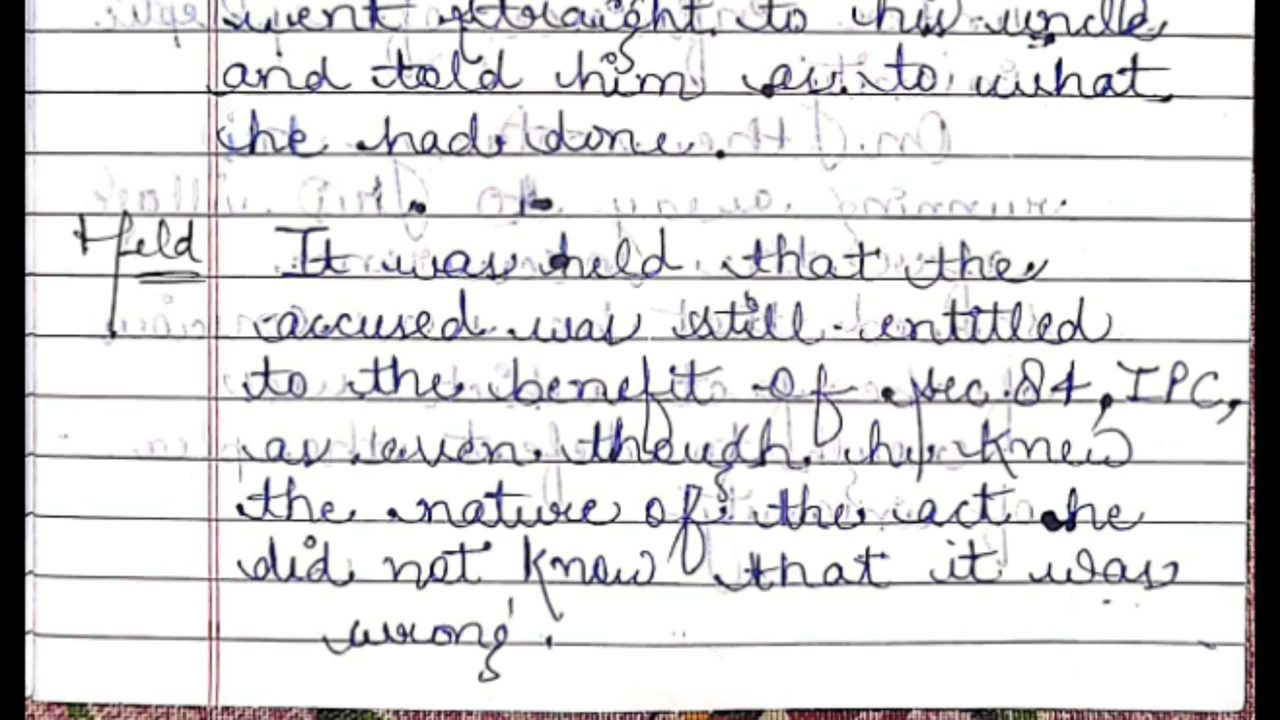 went straight to his uncle
and told him as to what
he had done.
Held It was held that the
accused was still entitled
to the benefit of sec. 84, IPC,
as even though he knew
the nature of the act he
did not know that it was
wrong.